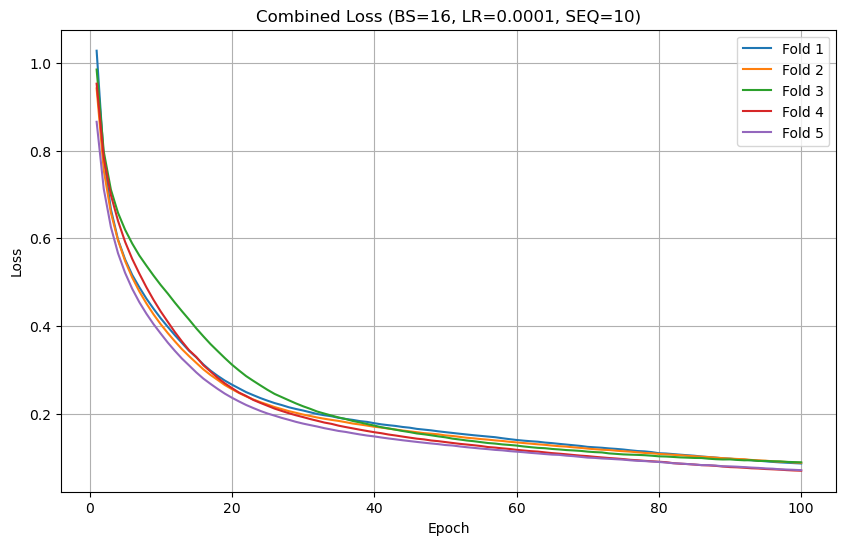 Combined Loss (BS=16, LR=0.0001, SEQ=10)
Fold 1
Fold 2
Fold 3
Fold 4
Fold 5
1.0
0.8
0.6
0.4
0.2
Loss
0 20 40 60 80 100
Epoch